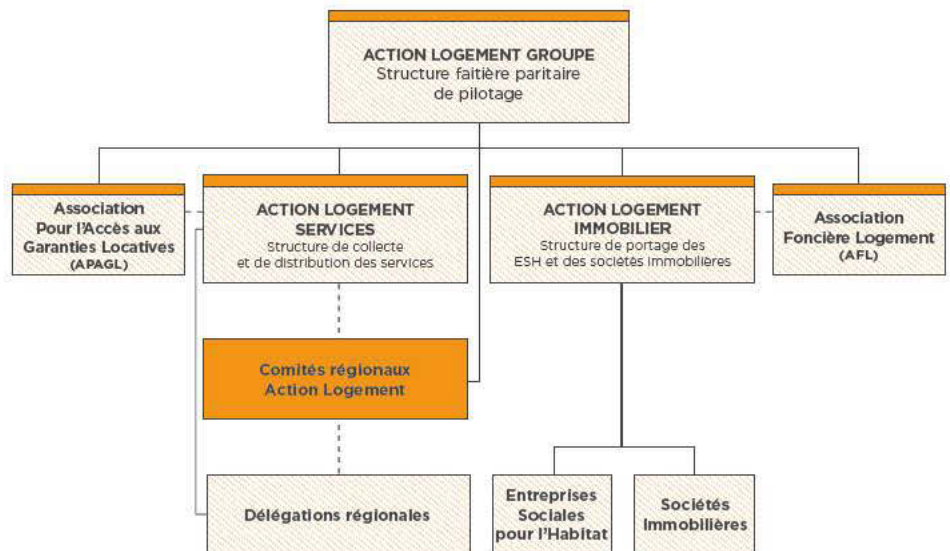 ACTION LOGEMENT GROUPE
Structure faitière paritaire
de pilotage
Association
Pour l'Accès aux
Garanties Locatives
(APAGL)
ACTION LOGEMENT
SERVICES
Structure de collecte
et de distribution des services
ACTION LOGEMENT
IMMOBILIER
Structure de portage des
ESH et des sociétés immobilières
Association
Foncière Logement
(AFL)
Comités régionaux
Action Logement
Délégations régionales
Entreprises
Sociales
pour l'Habitat
Sociétés
Immobilières